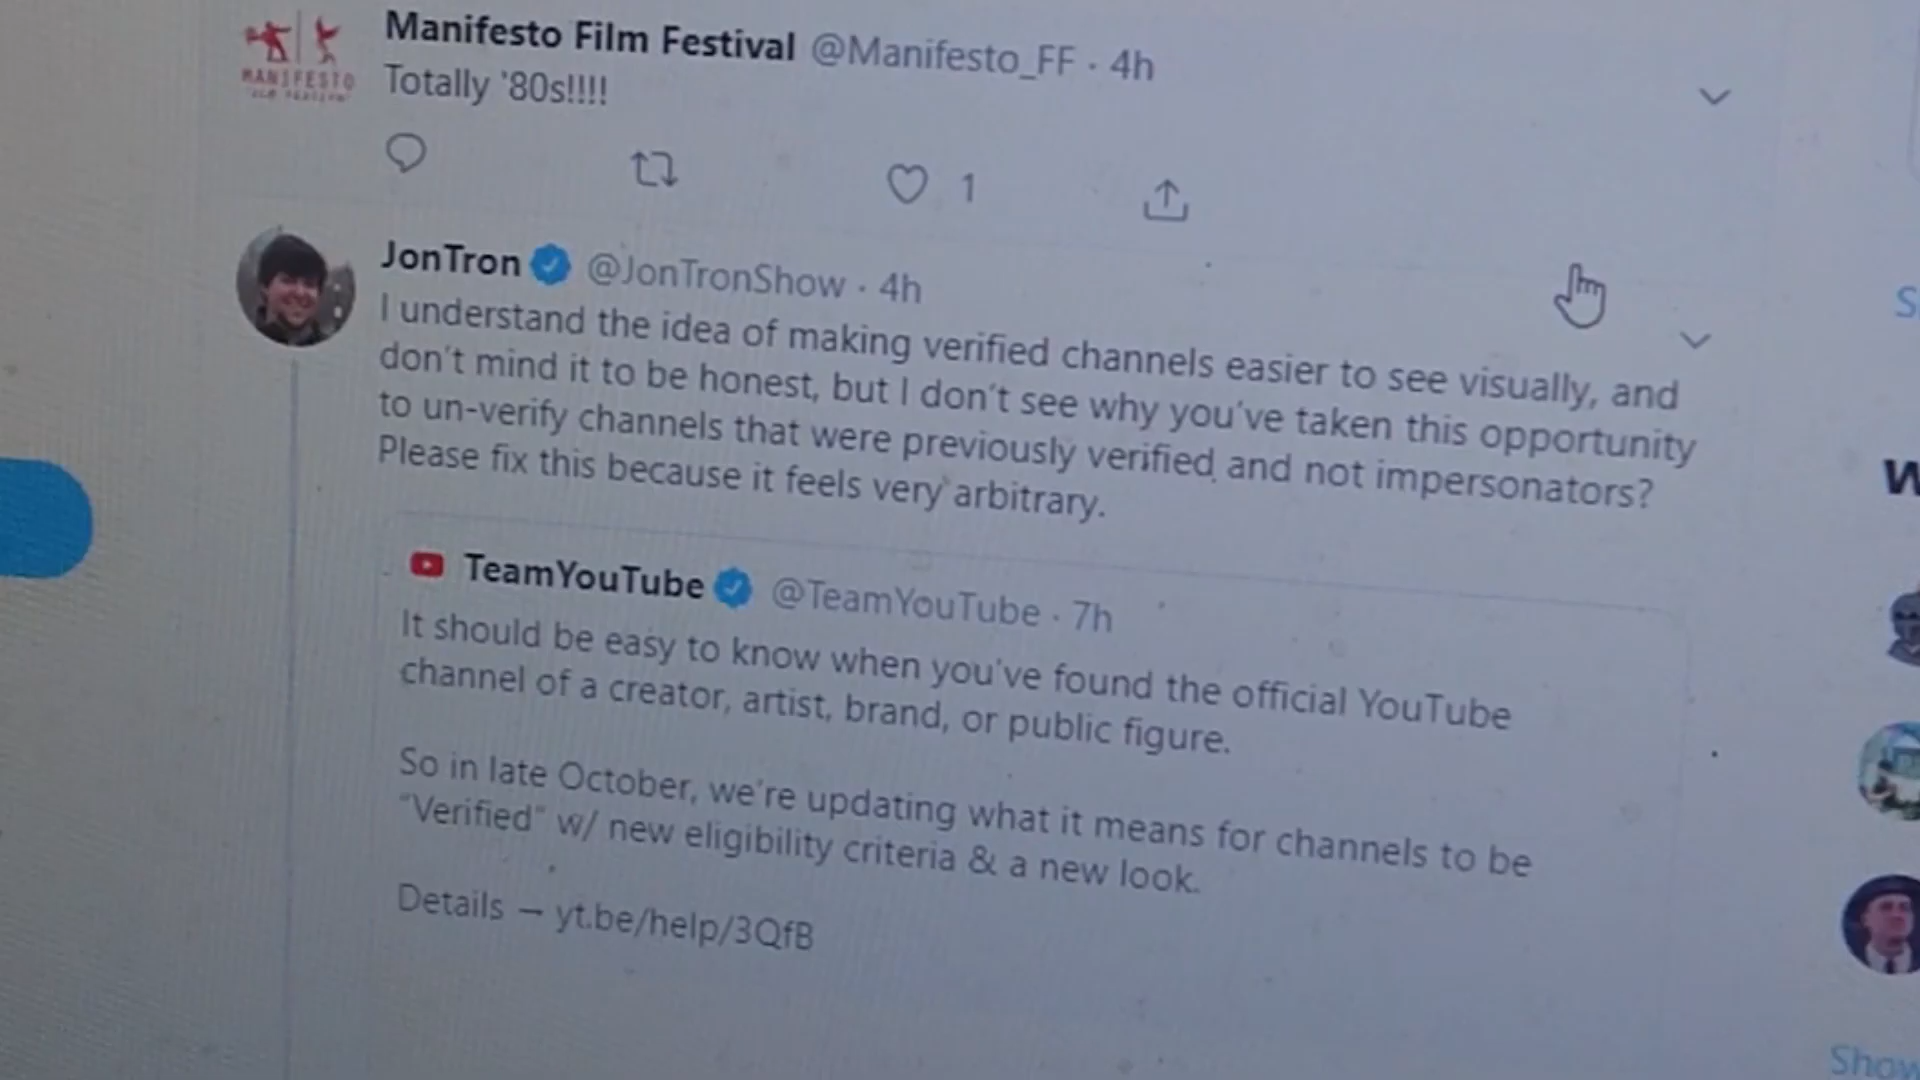 Manifesto Film Festival @Manifesto_FF · 4h
MANIFESTO
Totally '80s!!!!
1
JonTron @JonTronShow · 4h
I understand the idea of making verified channels easier to see visually, and
don't mind it to be honest, but I don't see why you've taken this opportunity
to un-verify channels that were previously verified and not impersonators?
Please fix this because it feels very arbitrary.
TeamYouTube @TeamYouTube · 7h
It should be easy to know when you've found the official YouTube
channel of a creator, artist, brand, or public figure.
So in late October, we're updating what it means for channels to be
"Verified" w/ new eligibility criteria & a new look.
Details → yt.be/help/3QfB
Show